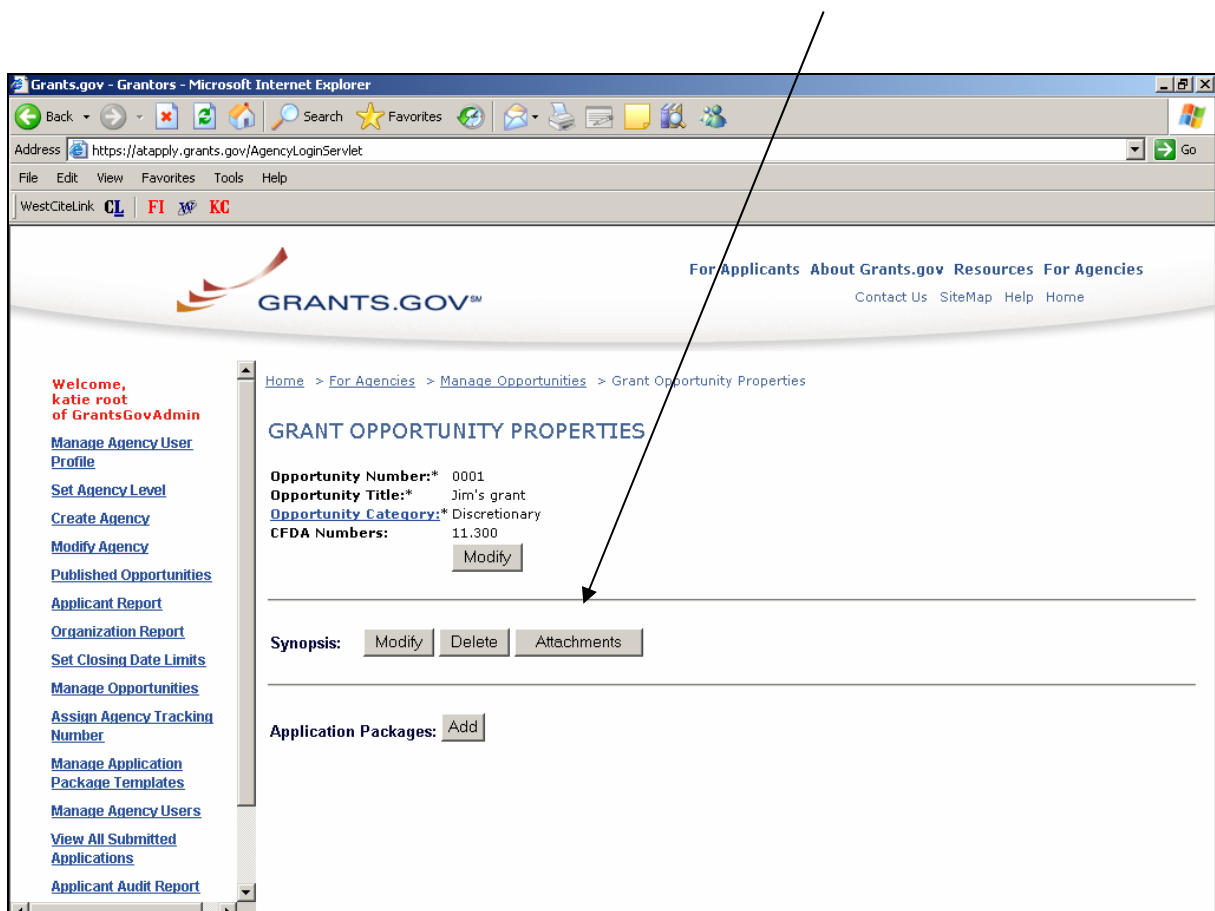 Grants.gov - Grantors - Microsoft Internet Explorer
Back Search Favorites
Address https://atapply.grants.gov/AgencyLoginServlet Go
File Edit View Favorites Tools Help
WestCiteLink CL FI KC
For Applicants About Grants.gov Resources For Agencies
GRANTS.GOV℠
Contact Us SiteMap Help Home
Welcome,
katie root
of GrantsGovAdmin
Manage Agency User
Profile
Set Agency Level
Create Agency
Modify Agency
Published Opportunities
Applicant Report
Organization Report
Set Closing Date Limits
Manage Opportunities
Assign Agency Tracking
Number
Manage Application
Package Templates
Manage Agency Users
View All Submitted
Applications
Applicant Audit Report
Home > For Agencies > Manage Opportunities > Grant Opportunity Properties
GRANT OPPORTUNITY PROPERTIES
Opportunity Number:* 0001
Opportunity Title:* Jim's grant
Opportunity Category:* Discretionary
CFDA Numbers: 11.300
Modify
Synopsis: Modify Delete Attachments
Application Packages: Add